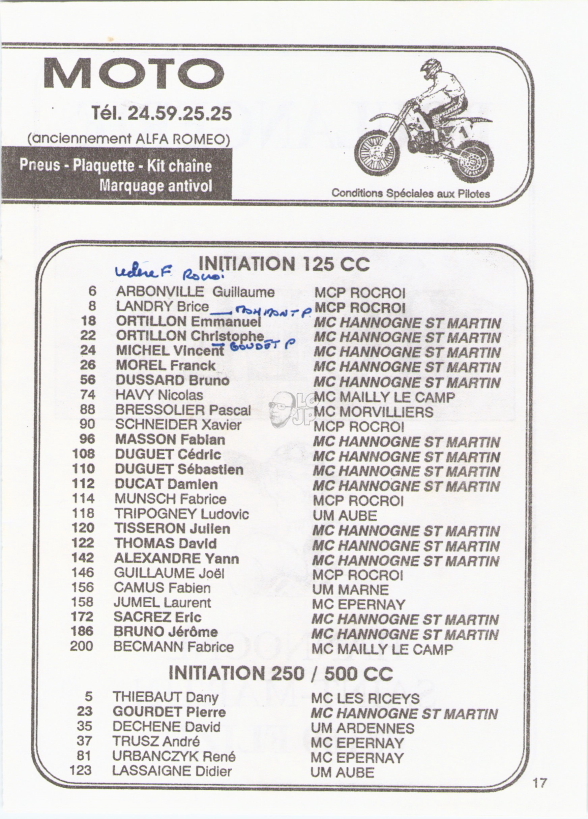 MOTO
Tél. 24.59.25.25
(anciennement ALFA ROMEO)
Pneus - Plaquette - Kit chaîne
Marquage antivol
Conditions Spéciales aux Pilotes
INITIATION 125 CC
6 ARBONVILLE Guillaume MCP ROCROI
8 LANDRY Brice MCP ROCROI
18 ORTILLON Emmanuel MC HANNOGNE ST MARTIN
22 ORTILLON Christophe MC HANNOGNE ST MARTIN
24 MICHEL Vincent GOUDOT P MC HANNOGNE ST MARTIN
26 MOREL Franck MC HANNOGNE ST MARTIN
56 DUSSARD Bruno MC HANNOGNE ST MARTIN
74 HAVY Nicolas MC MAILLY LE CAMP
88 BRESSOLIER Pascal MC MORVILLIERS
90 SCHNEIDER Xavier MCP ROCROI
96 MASSON Fabian MC HANNOGNE ST MARTIN
108 DUGUET Cédric MC HANNOGNE ST MARTIN
110 DUGUET Sébastien MC HANNOGNE ST MARTIN
112 DUCAT Damien MC HANNOGNE ST MARTIN
114 MUNSCH Fabrice MCP ROCROI
118 TRIPOGNEY Ludovic UM AUBE
120 TISSERON Julien MC HANNOGNE ST MARTIN
122 THOMAS David MC HANNOGNE ST MARTIN
142 ALEXANDRE Yann MC HANNOGNE ST MARTIN
146 GUILLAUME Joël MCP ROCROI
156 CAMUS Fabien UM MARNE
158 JUMEL Laurent MC EPERNAY
172 SACREZ Eric MC HANNOGNE ST MARTIN
186 BRUNO Jérôme MC HANNOGNE ST MARTIN
200 BECMANN Fabrice MC MAILLY LE CAMP
INITIATION 250 / 500 CC
5 THIEBAUT Dany MC LES RICEYS
23 GOURDET Pierre MC HANNOGNE ST MARTIN
35 DECHENE David UM ARDENNES
37 TRUSZ André MC EPERNAY
81 URBANCZYK René MC EPERNAY
123 LASSAIGNE Didier UM AUBE
17